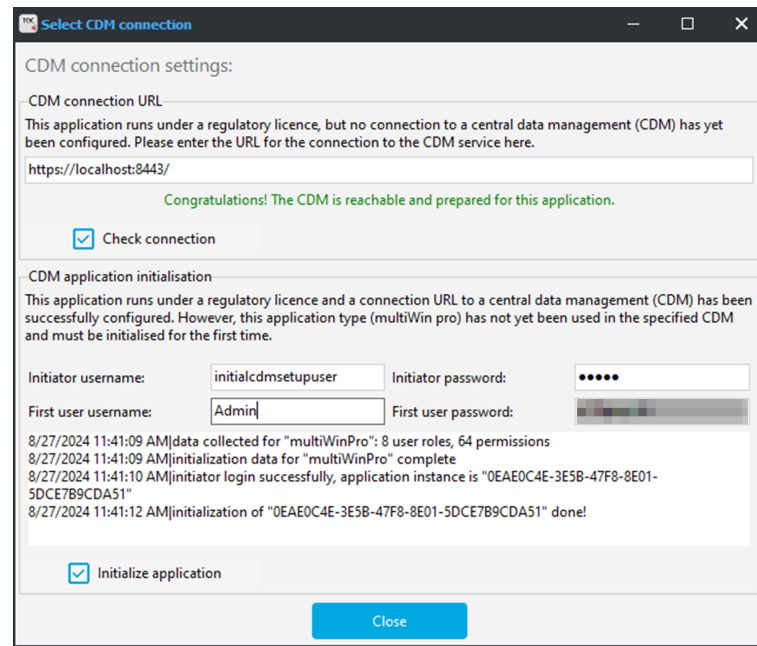 TOC Select CDM connection
CDM connection settings:
CDM connection URL
This application runs under a regulatory licence, but no connection to a central data management (CDM) has yet
been configured. Please enter the URL for the connection to the CDM service here.
https://localhost:8443/
Congratulations! The CDM is reachable and prepared for this application.
Check connection
CDM application initialisation
This application runs under a regulatory licence and a connection URL to a central data management (CDM) has been
successfully configured. However, this application type (multiWin pro) has not yet been used in the specified CDM
and must be initialised for the first time.
Initiator username: initialcdmsetupuser Initiator password: ●●●●●
First user username: Admin First user password:
8/27/2024 11:41:09 AM|data collected for "multiWinPro": 8 user roles, 64 permissions
8/27/2024 11:41:09 AM|initialization data for "multiWinPro" complete
8/27/2024 11:41:10 AM|initiator login successfully, application instance is "0EAE0C4E-3E5B-47F8-8E01-
5DCE7B9CDA51"
8/27/2024 11:41:12 AM|initialization of "0EAE0C4E-3E5B-47F8-8E01-5DCE7B9CDA51" done!
Initialize application
Close